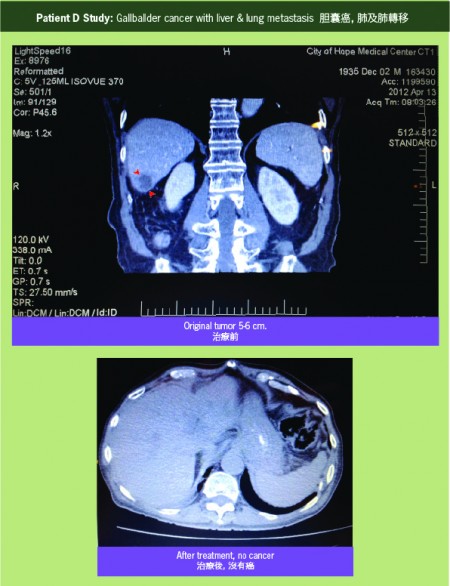 Patient D Study: Gallbalder cancer with liver & lung metastasis 胆囊癌, 肺及肺轉移
LightSpeed16
Ex: 8976
Reformatted
C: 5V_125ML ISOVUE 370
Se: 501/1
Im: 91/129
Cor: P45.6
Mag: 1.2x
H
City of Hope Medical Center CT1
1935 Dec 02 M 163430
Acc: 1199590
2012 Apr 13
Acq Tm: 09:03:26
512 x 512
STANDARD
R
L
120.0 kV
338.0 mA
Tilt: 0.0
ET: 0.7 s
GP: 0.7 s
TS: 27.50 mm/s
SPR:
Lin:DCM / Lin:DCM / Id:ID
Original tumor 5-6 cm.
治療前
After treatment, no cancer
治療後, 沒有癌